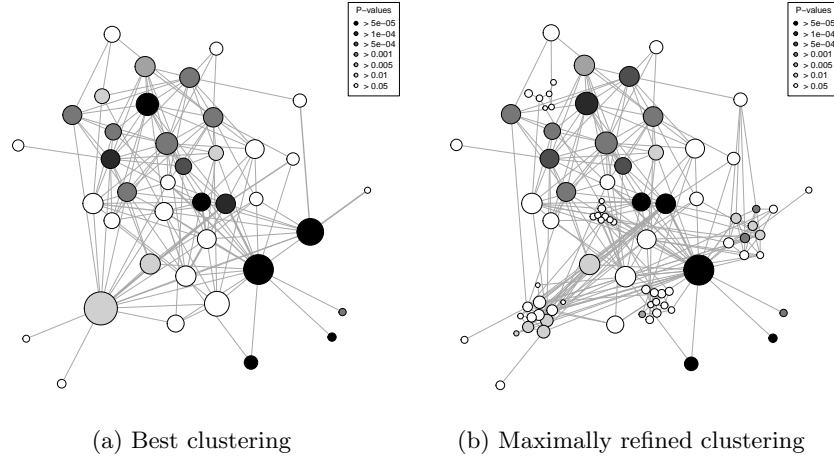 P−values
> 5e−05
> 1e−04
> 5e−04
> 0.001
> 0.005
> 0.01
> 0.05
P−values
> 5e−05
> 1e−04
> 5e−04
> 0.001
> 0.005
> 0.01
> 0.05
(a) Best clustering
(b) Maximally refined clustering